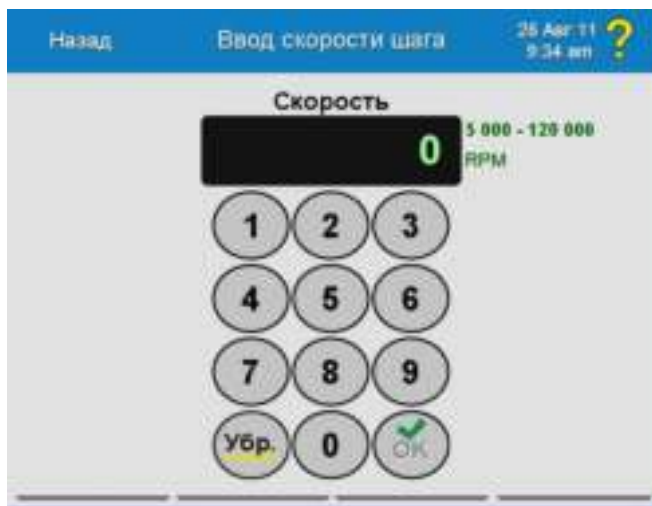 Назад
Ввод скорости шага
26 Авг 11
9:34 am
?
Скорость
0
5 000 - 120 000
RPM
1 2 3
4 5 6
7 8 9
Убр. 0 OK